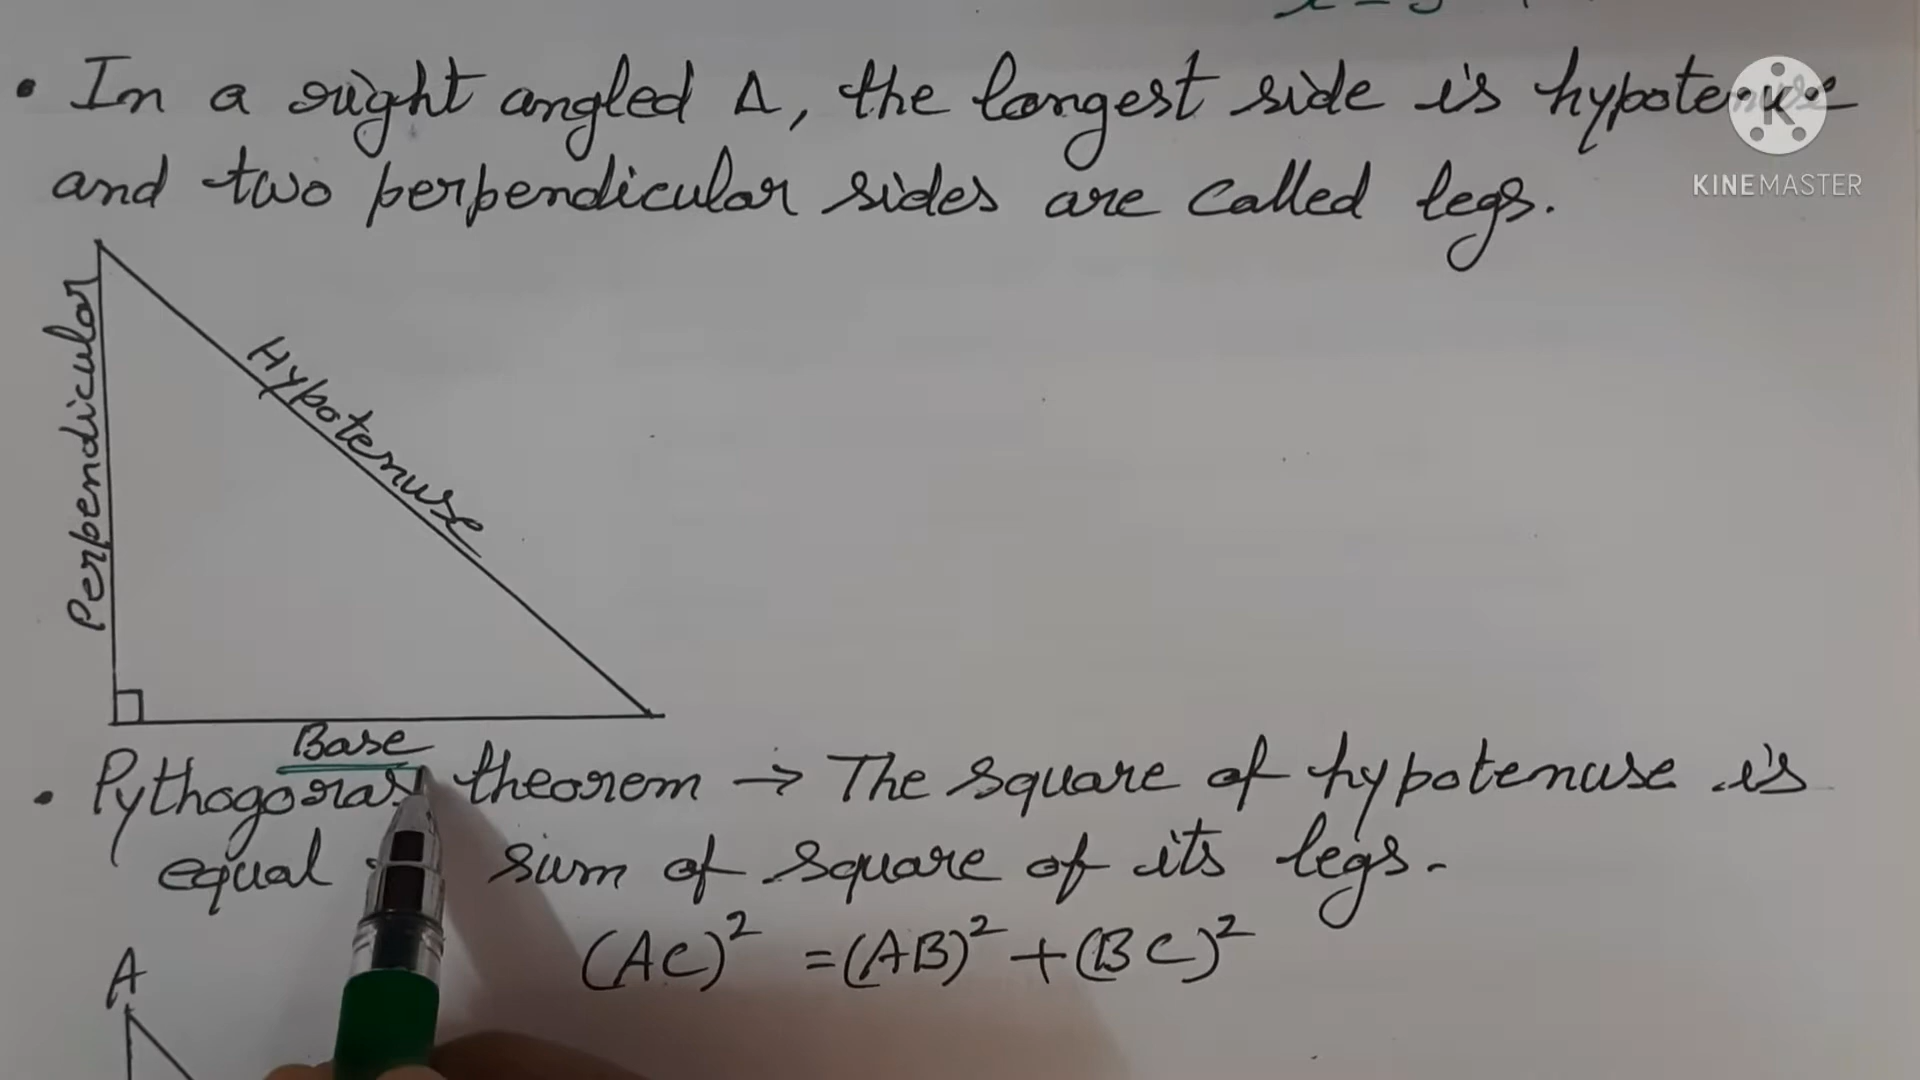 • In a right angled Δ, the longest side is hypotenuse
KINEMASTER
and two perpendicular sides are called legs.
Perpendicular
Hypotenuse
Base
• Pythagoras theorem → The square of hypotenuse is
equal sum of square of its legs.
(AC)² = (AB)² + (BC)²
A